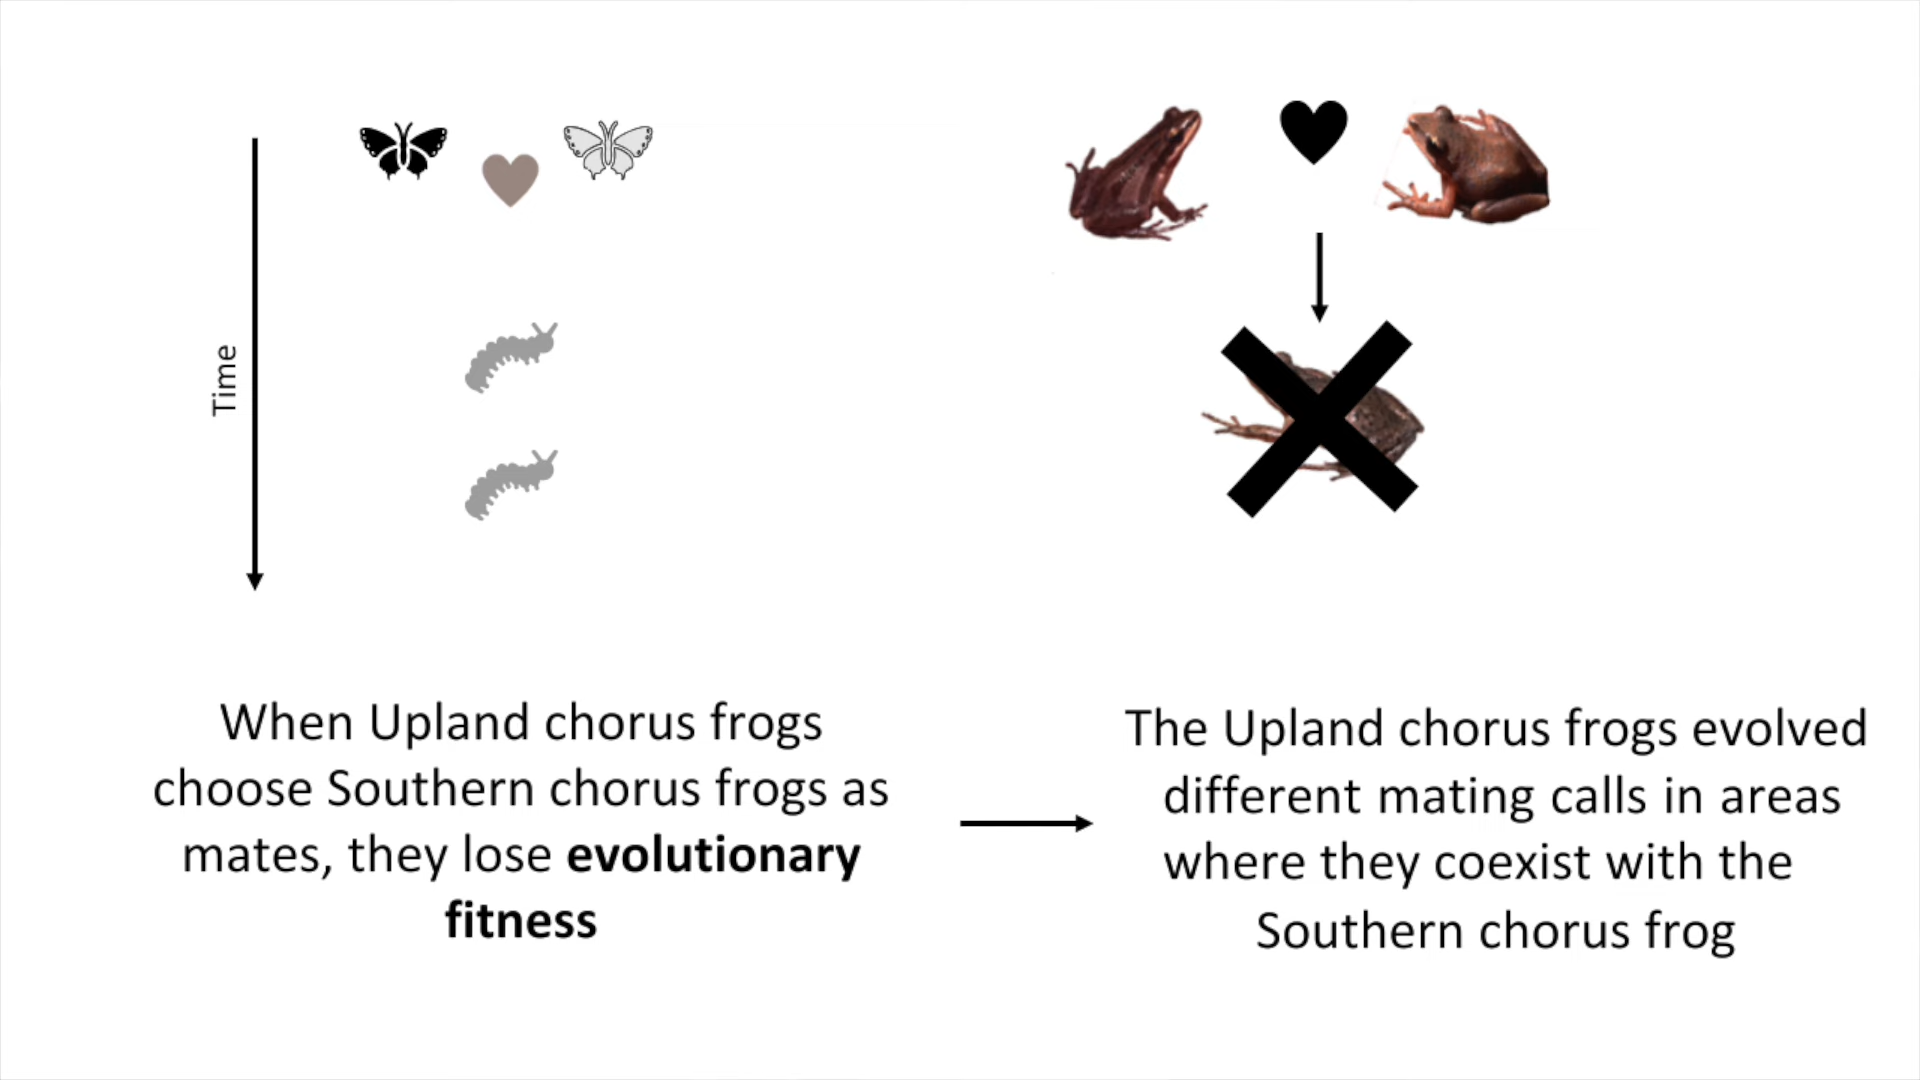 Time
When Upland chorus frogs
choose Southern chorus frogs as
mates, they lose evolutionary
fitness
The Upland chorus frogs evolved
different mating calls in areas
where they coexist with the
Southern chorus frog